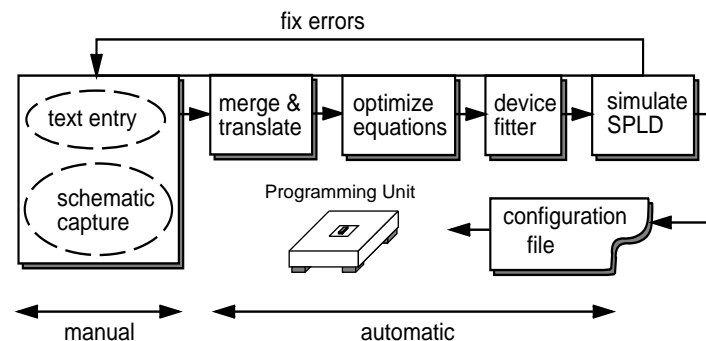 fix errors
text entry
schematic
capture
merge &
translate
optimize
equations
device
fitter
simulate
SPLD
Programming Unit
configuration
file
manual
automatic